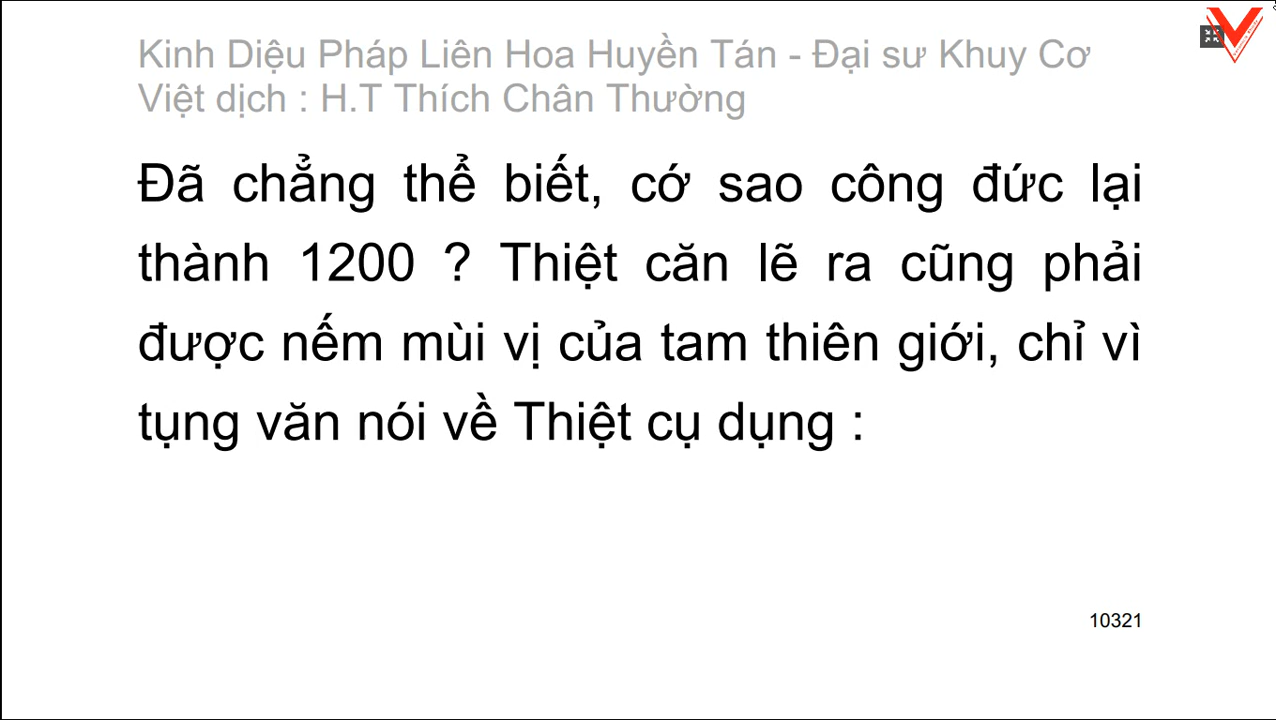 Kinh Diệu Pháp Liên Hoa Huyền Tán - Đại sư Khuy Cơ
Việt dịch : H.T Thích Chân Thường
Đã chẳng thể biết, cớ sao công đức lại
thành 1200 ? Thiệt căn lẽ ra cũng phải
được nếm mùi vị của tam thiên giới, chỉ vì
tụng văn nói về Thiệt cụ dụng :
10321